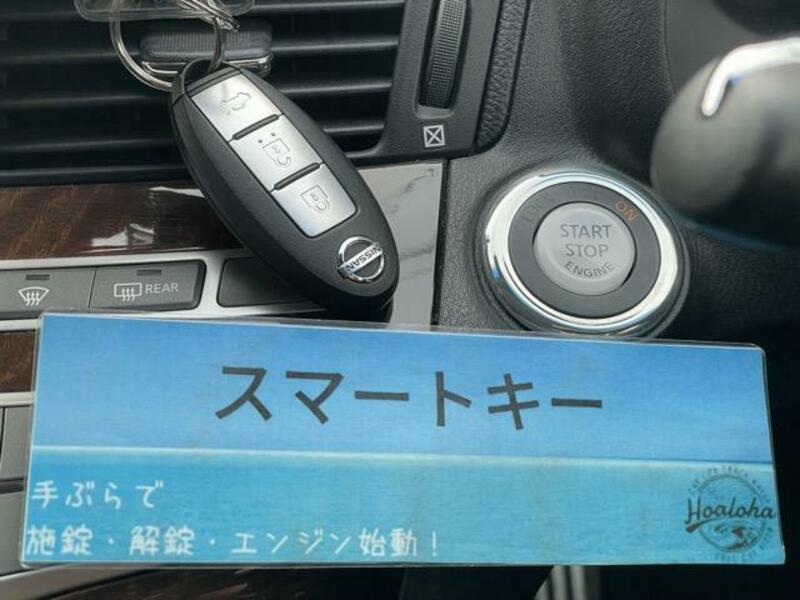 NISSAN
ON
START
STOP
ENGINE
REAR
スマートキー
手ぶらで
施錠・解錠・エンジン始動！
Hoaloha